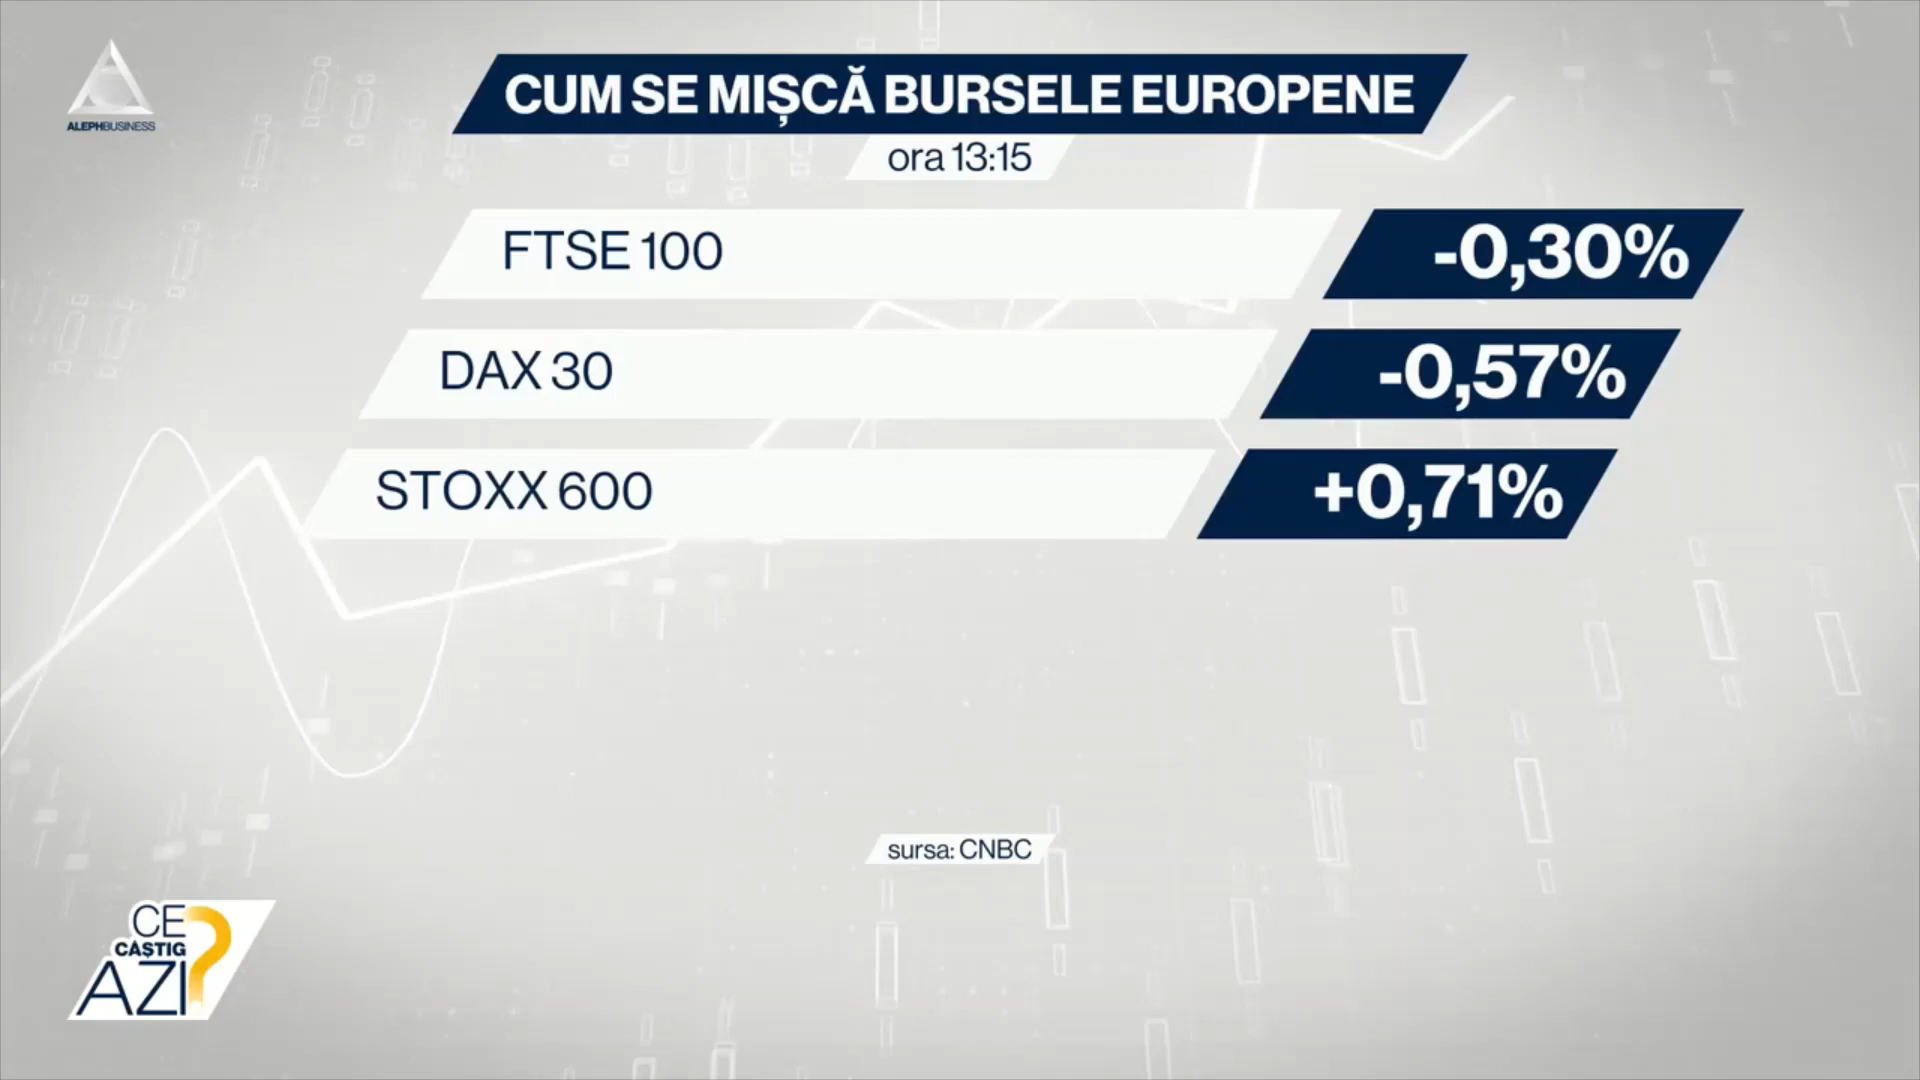 ALEPHBUSINESS
CUM SE MIȘCĂ BURSELE EUROPENE
ora 13:15
FTSE 100 -0,30%
DAX 30 -0,57%
STOXX 600 +0,71%
sursa: CNBC
CE
CÂȘTIG
AZI?